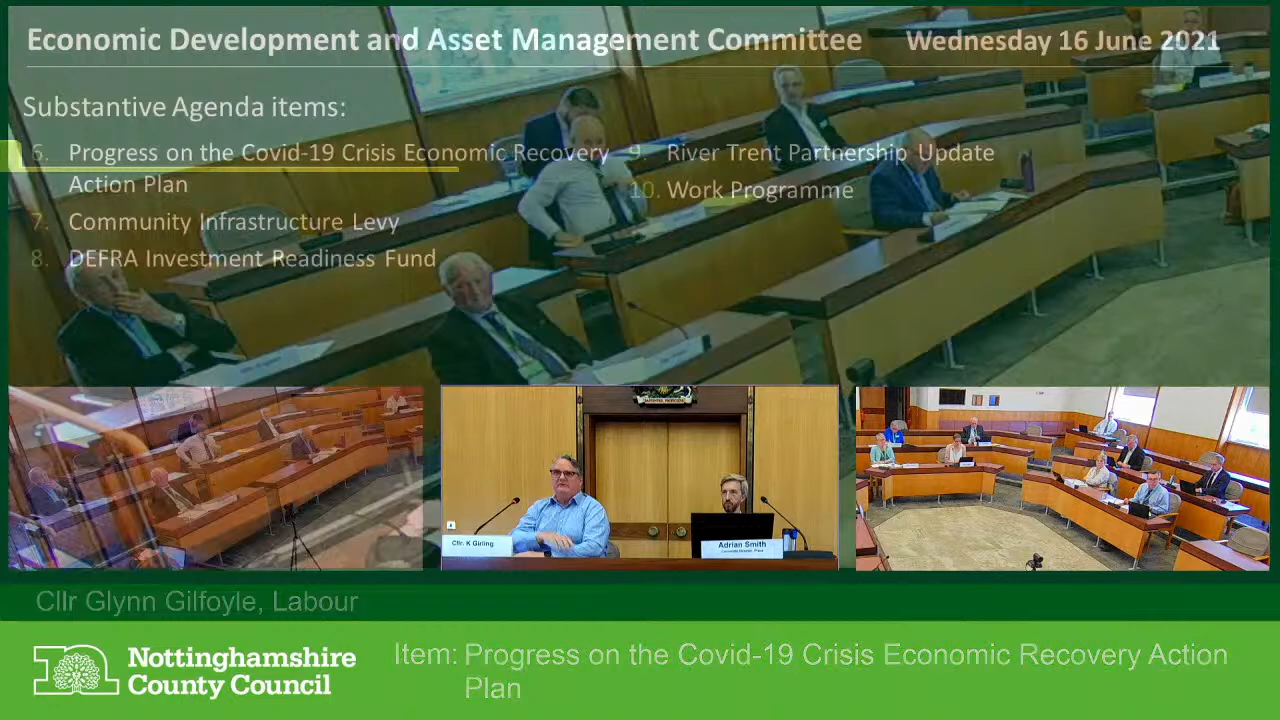 Economic Development and Asset Management Committee Wednesday 16 June 2021
Substantive Agenda items:
6. Progress on the Covid-19 Crisis Economic Recovery
Action Plan
7. Community Infrastructure Levy
8. DEFRA Investment Readiness Fund
9. River Trent Partnership Update
10. Work Programme
Cllr. K Girling
Adrian Smith
Cllr Glynn Gilfoyle, Labour
Nottinghamshire
County Council
Item: Progress on the Covid-19 Crisis Economic Recovery Action
Plan